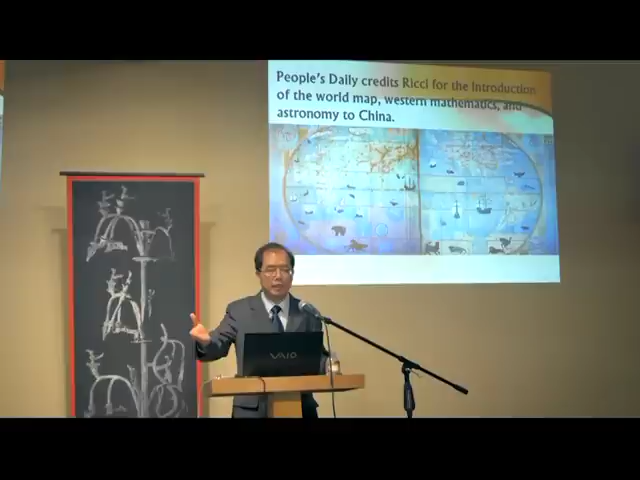 People's Daily credits Ricci for the Introduction
of the world map, western mathematics, and
astronomy to China.
VAIO